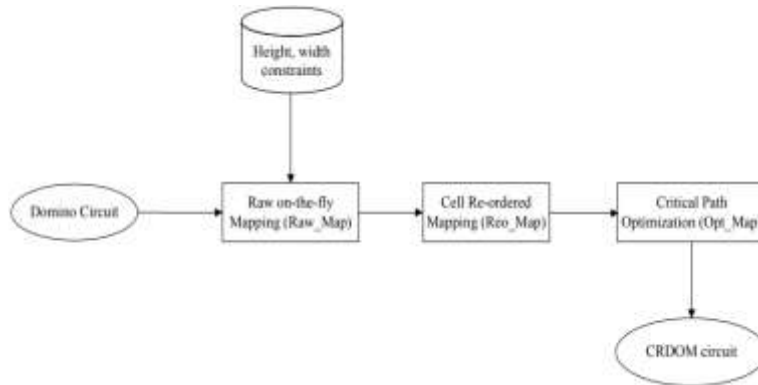 Height, width
constraints
Domino Circuit
Raw on-the-fly
Mapping (Raw_Map)
Cell Re-ordered
Mapping (Reo_Map)
Critical Path
Optimization (Opt_Map
CRDOM circuit